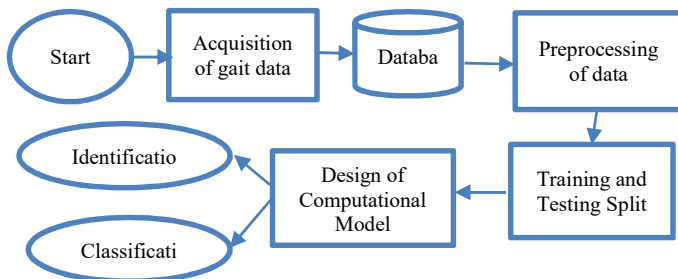 Start
Acquisition
of gait data
Databa
Preprocessing
of data
Training and
Testing Split
Design of
Computational
Model
Identificatio
Classificati